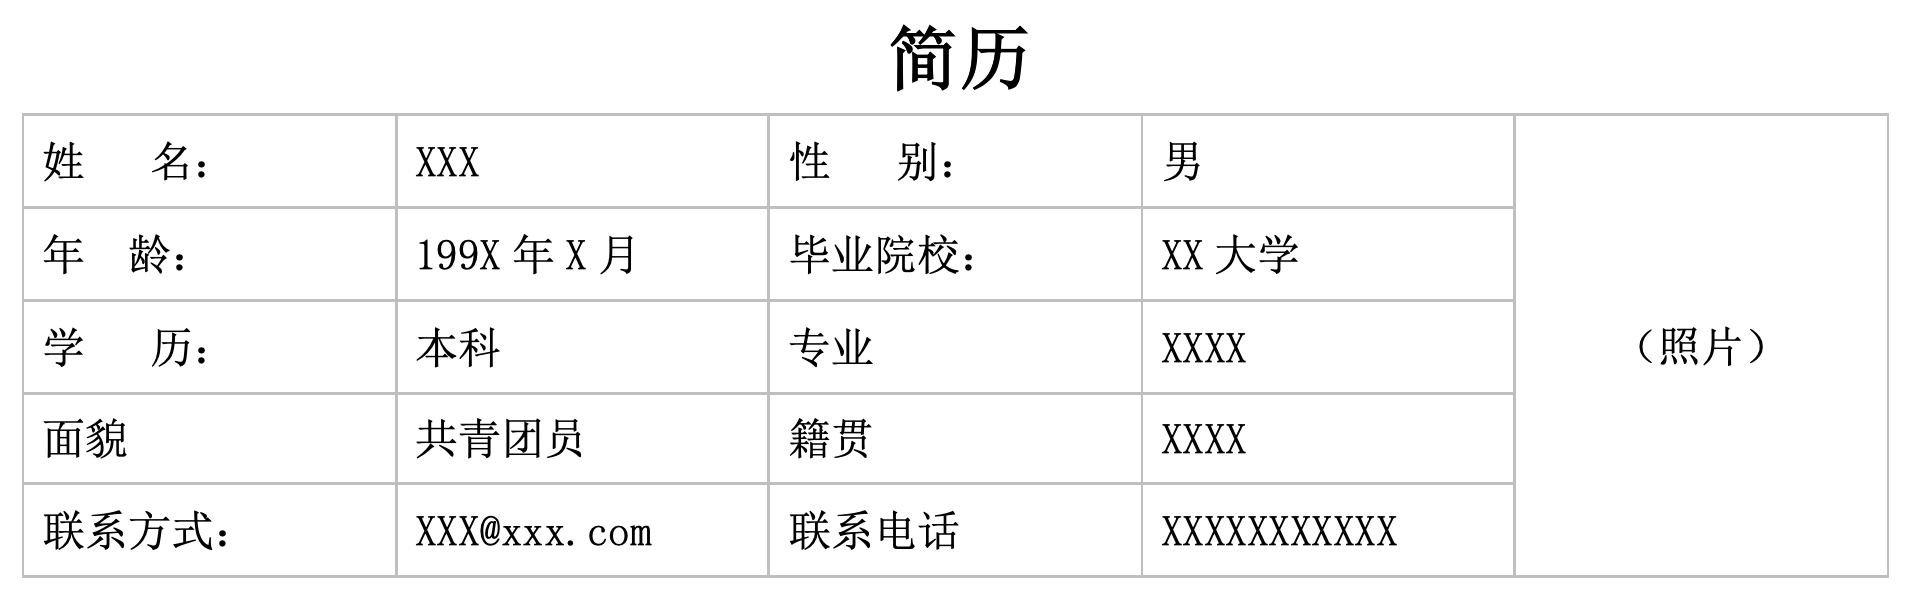 简历
姓 名： XXX 性 别： 男
年 龄： 199X 年 X 月 毕业院校： XX 大学
学 历： 本科 专业 XXXX （照片）
面貌 共青团员 籍贯 XXXX
联系方式： XXX@xxx.com 联系电话 XXXXXXXXXXX